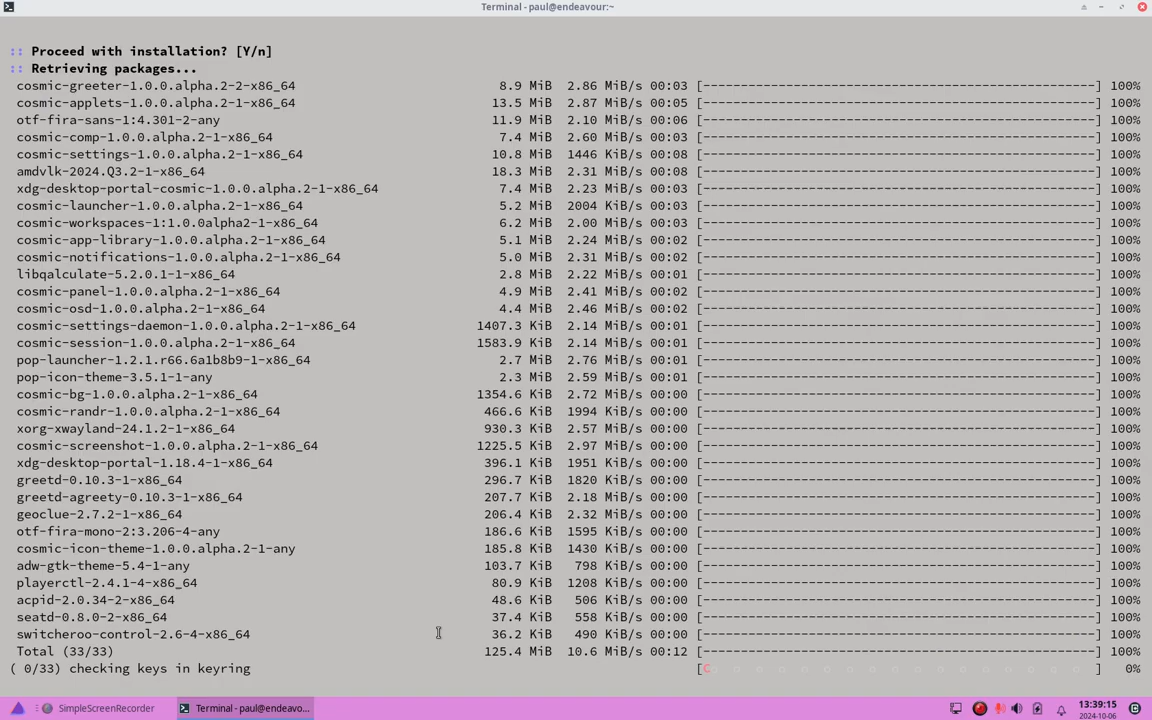 Terminal - paul@endeavour:~
:: Proceed with installation? [Y/n]
:: Retrieving packages...
cosmic-greeter-1.0.0.alpha.2-2-x86_64 8.9 MiB 2.86 MiB/s 00:03 [----------------------------------------------------] 100%
cosmic-applets-1.0.0.alpha.2-1-x86_64 13.5 MiB 2.87 MiB/s 00:05 [----------------------------------------------------] 100%
otf-fira-sans-1:4.301-2-any 11.9 MiB 2.10 MiB/s 00:06 [----------------------------------------------------] 100%
cosmic-comp-1.0.0.alpha.2-1-x86_64 7.4 MiB 2.60 MiB/s 00:03 [----------------------------------------------------] 100%
cosmic-settings-1.0.0.alpha.2-1-x86_64 10.8 MiB 1446 KiB/s 00:08 [----------------------------------------------------] 100%
amdvlk-2024.Q3.2-1-x86_64 18.3 MiB 2.31 MiB/s 00:08 [----------------------------------------------------] 100%
xdg-desktop-portal-cosmic-1.0.0.alpha.2-1-x86_64 7.4 MiB 2.23 MiB/s 00:03 [----------------------------------------------------] 100%
cosmic-launcher-1.0.0.alpha.2-1-x86_64 5.2 MiB 2004 KiB/s 00:03 [----------------------------------------------------] 100%
cosmic-workspaces-1:1.0.0alpha2-1-x86_64 6.2 MiB 2.00 MiB/s 00:03 [----------------------------------------------------] 100%
cosmic-app-library-1.0.0.alpha.2-1-x86_64 5.1 MiB 2.24 MiB/s 00:02 [----------------------------------------------------] 100%
cosmic-notifications-1.0.0.alpha.2-1-x86_64 5.0 MiB 2.31 MiB/s 00:02 [----------------------------------------------------] 100%
libqalculate-5.2.0.1-1-x86_64 2.8 MiB 2.22 MiB/s 00:01 [----------------------------------------------------] 100%
cosmic-panel-1.0.0.alpha.2-1-x86_64 4.9 MiB 2.41 MiB/s 00:02 [----------------------------------------------------] 100%
cosmic-osd-1.0.0.alpha.2-1-x86_64 4.4 MiB 2.46 MiB/s 00:02 [----------------------------------------------------] 100%
cosmic-settings-daemon-1.0.0.alpha.2-1-x86_64 1407.3 KiB 2.14 MiB/s 00:01 [----------------------------------------------------] 100%
cosmic-session-1.0.0.alpha.2-1-x86_64 1583.9 KiB 2.14 MiB/s 00:01 [----------------------------------------------------] 100%
pop-launcher-1.2.1.r66.6a1b8b9-1-x86_64 2.7 MiB 2.76 MiB/s 00:01 [----------------------------------------------------] 100%
pop-icon-theme-3.5.1-1-any 2.3 MiB 2.59 MiB/s 00:01 [----------------------------------------------------] 100%
cosmic-bg-1.0.0.alpha.2-1-x86_64 1354.6 KiB 2.72 MiB/s 00:00 [----------------------------------------------------] 100%
cosmic-randr-1.0.0.alpha.2-1-x86_64 466.6 KiB 1994 KiB/s 00:00 [----------------------------------------------------] 100%
xorg-xwayland-24.1.2-1-x86_64 930.3 KiB 2.57 MiB/s 00:00 [----------------------------------------------------] 100%
cosmic-screenshot-1.0.0.alpha.2-1-x86_64 1225.5 KiB 2.97 MiB/s 00:00 [----------------------------------------------------] 100%
xdg-desktop-portal-1.18.4-1-x86_64 396.1 KiB 1951 KiB/s 00:00 [----------------------------------------------------] 100%
greetd-0.10.3-1-x86_64 296.7 KiB 1820 KiB/s 00:00 [----------------------------------------------------] 100%
greetd-agreety-0.10.3-1-x86_64 207.7 KiB 2.18 MiB/s 00:00 [----------------------------------------------------] 100%
geoclue-2.7.2-1-x86_64 206.4 KiB 2.32 MiB/s 00:00 [----------------------------------------------------] 100%
otf-fira-mono-2:3.206-4-any 186.6 KiB 1595 KiB/s 00:00 [----------------------------------------------------] 100%
cosmic-icon-theme-1.0.0.alpha.2-1-any 185.8 KiB 1430 KiB/s 00:00 [----------------------------------------------------] 100%
adw-gtk-theme-5.4-1-any 103.7 KiB 798 KiB/s 00:00 [----------------------------------------------------] 100%
playerctl-2.4.1-4-x86_64 80.9 KiB 1208 KiB/s 00:00 [----------------------------------------------------] 100%
acpid-2.0.34-2-x86_64 48.6 KiB 506 KiB/s 00:00 [----------------------------------------------------] 100%
seatd-0.8.0-2-x86_64 37.4 KiB 558 KiB/s 00:00 [----------------------------------------------------] 100%
switcheroo-control-2.6-4-x86_64 36.2 KiB 490 KiB/s 00:00 [----------------------------------------------------] 100%
Total (33/33) 125.4 MiB 10.6 MiB/s 00:12 [----------------------------------------------------] 100%
( 0/33) checking keys in keyring [C o o o o o o o o o o o o o o o o o] 0%
SimpleScreenRecorder
Terminal - paul@endeavo...
13:39:15
2024-10-06